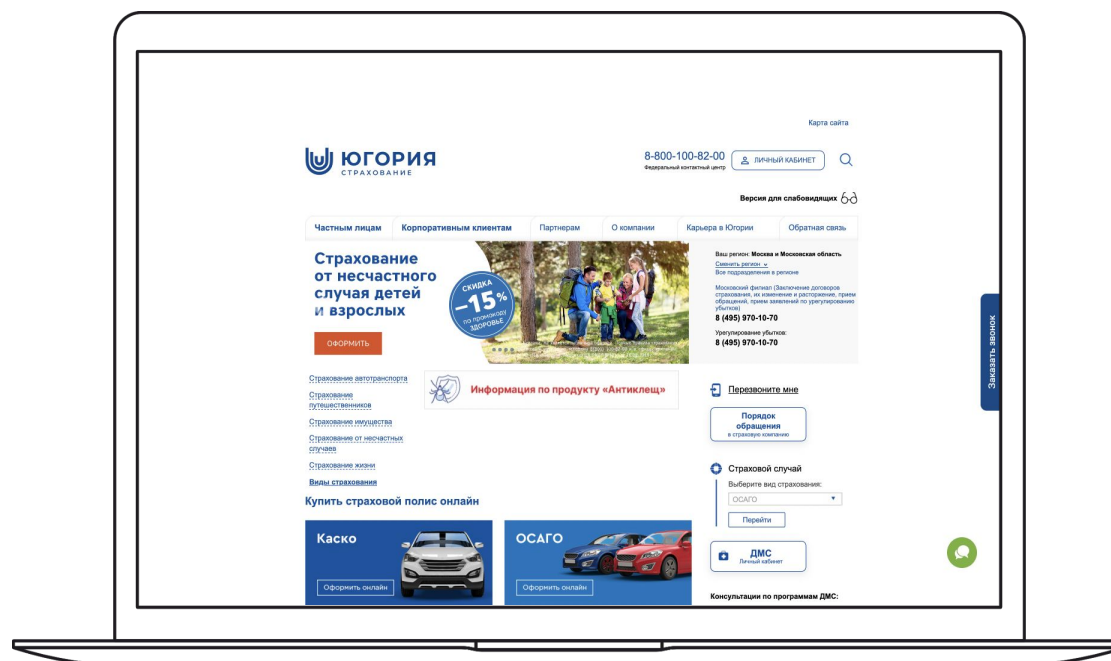 Карта сайта
ЮГОРИЯ
СТРАХОВАНИЕ
8-800-100-82-00
Федеральный контактный центр
ЛИЧНЫЙ КАБИНЕТ
Версия для слабовидящих
Частным лицам
Корпоративным клиентам
Партнерам
О компании
Карьера в Югории
Обратная связь
Страхование
от несчастного
случая детей
и взрослых
СКИДКА
–15%
по промокоду
ЗДОРОВЬЕ
ОФОРМИТЬ
Ваш регион: Москва и Московская область
Сменить регион
Все подразделения в регионе
Московский филиал (Заключение договоров
страхования, их изменение и расторжение, прием
обращений, прием заявлений по урегулированию
убытков)
8 (495) 970-10-70
Урегулирование убытков:
8 (495) 970-10-70
Заказать звонок
Страхование автотранспорта
Страхование
путешественников
Страхование имущества
Страхование от несчастных
случаев
Страхование жизни
Виды страхования
Информация по продукту «Антиклещ»
Перезвоните мне
Порядок
обращения
в страховую компанию
Страховой случай
Выберите вид страхования:
ОСАГО
Перейти
Купить страховой полис онлайн
Каско
Оформить онлайн
ОСАГО
Оформить онлайн
ДМС
Личный кабинет
Консультации по программам ДМС: